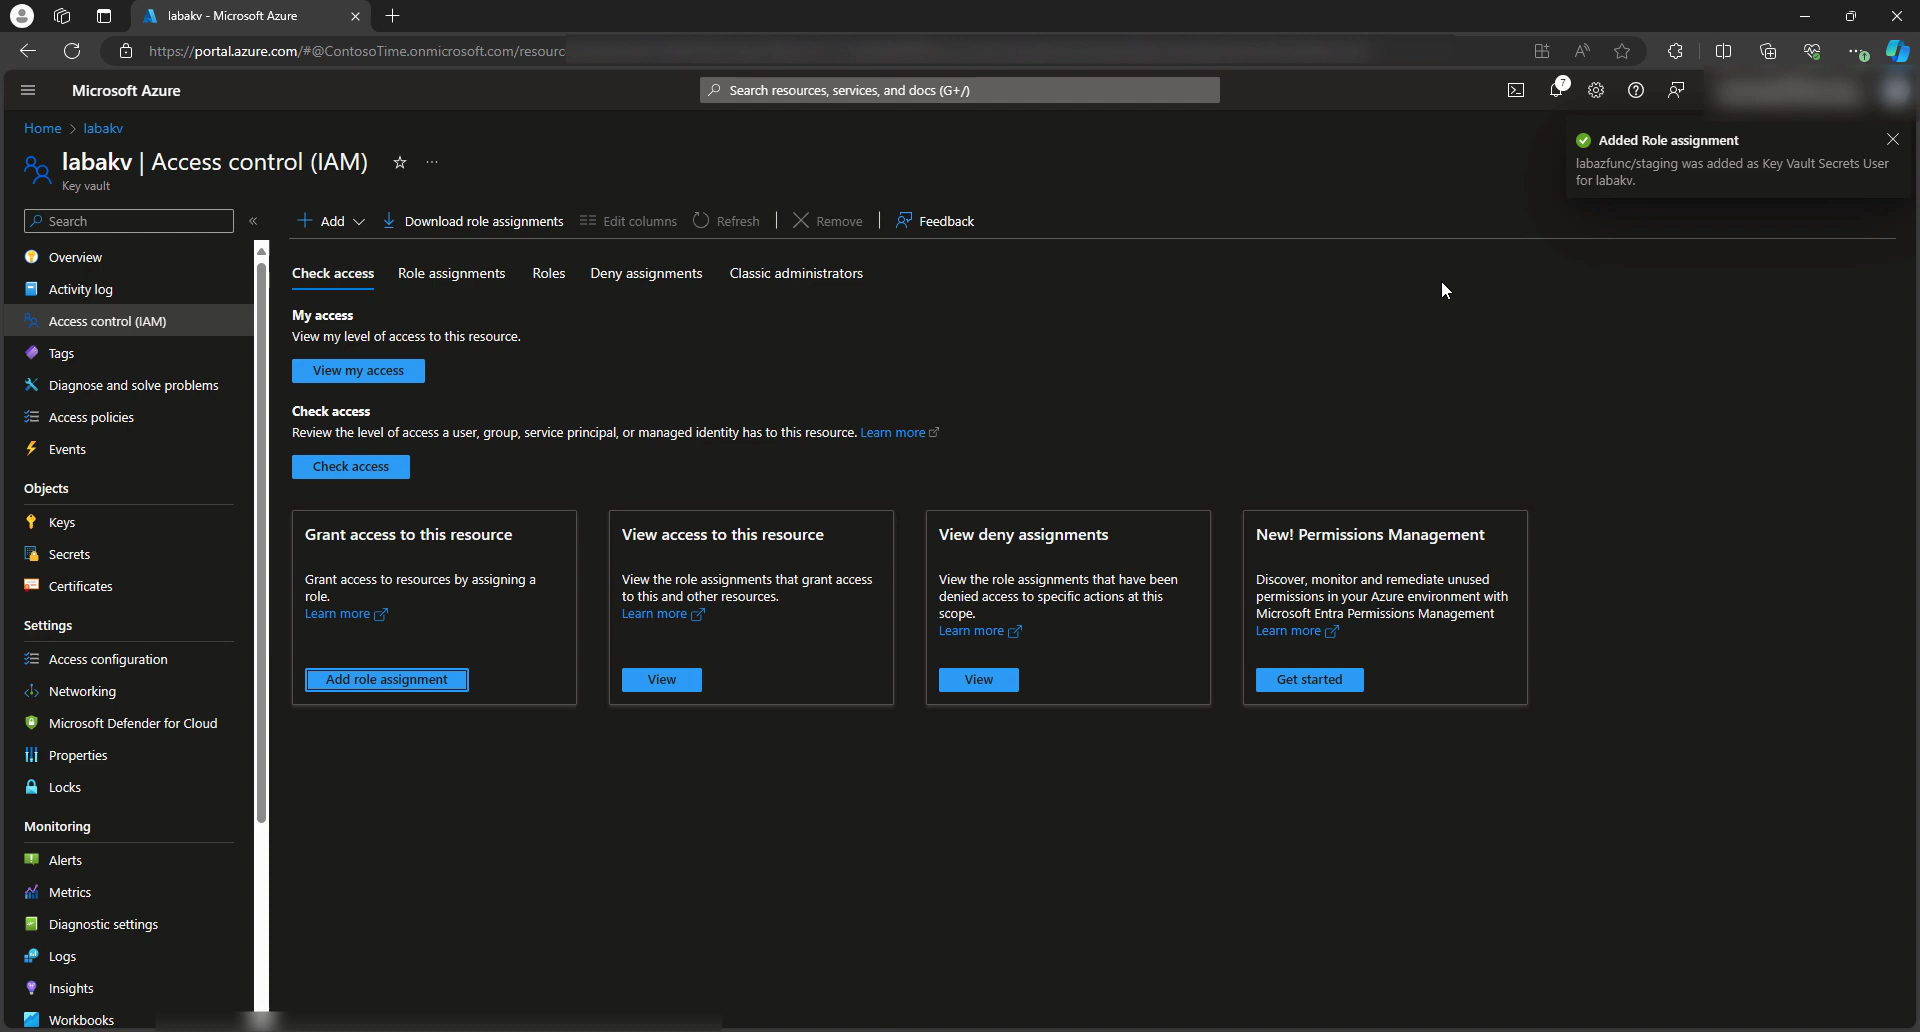 labakv - Microsoft Azure
https://portal.azure.com/#@ContosoTime.onmicrosoft.com/resourc
Microsoft Azure
Search resources, services, and docs (G+/)
7
Home > labakv
labakv | Access control (IAM)
Key vault
Added Role assignment
labazfunc/staging was added as Key Vault Secrets User
for labakv.
Search
Add
Download role assignments
Edit columns
Refresh
Remove
Feedback
Overview
Activity log
Access control (IAM)
Tags
Diagnose and solve problems
Access policies
Events
Objects
Keys
Secrets
Certificates
Settings
Access configuration
Networking
Microsoft Defender for Cloud
Properties
Locks
Monitoring
Alerts
Metrics
Diagnostic settings
Logs
Insights
Workbooks
Check access
Role assignments
Roles
Deny assignments
Classic administrators
My access
View my level of access to this resource.
View my access
Check access
Review the level of access a user, group, service principal, or managed identity has to this resource. Learn more
Check access
Grant access to this resource
Grant access to resources by assigning a
role.
Learn more
Add role assignment
View access to this resource
View the role assignments that grant access
to this and other resources.
Learn more
View
View deny assignments
View the role assignments that have been
denied access to specific actions at this
scope.
Learn more
View
New! Permissions Management
Discover, monitor and remediate unused
permissions in your Azure environment with
Microsoft Entra Permissions Management
Learn more
Get started